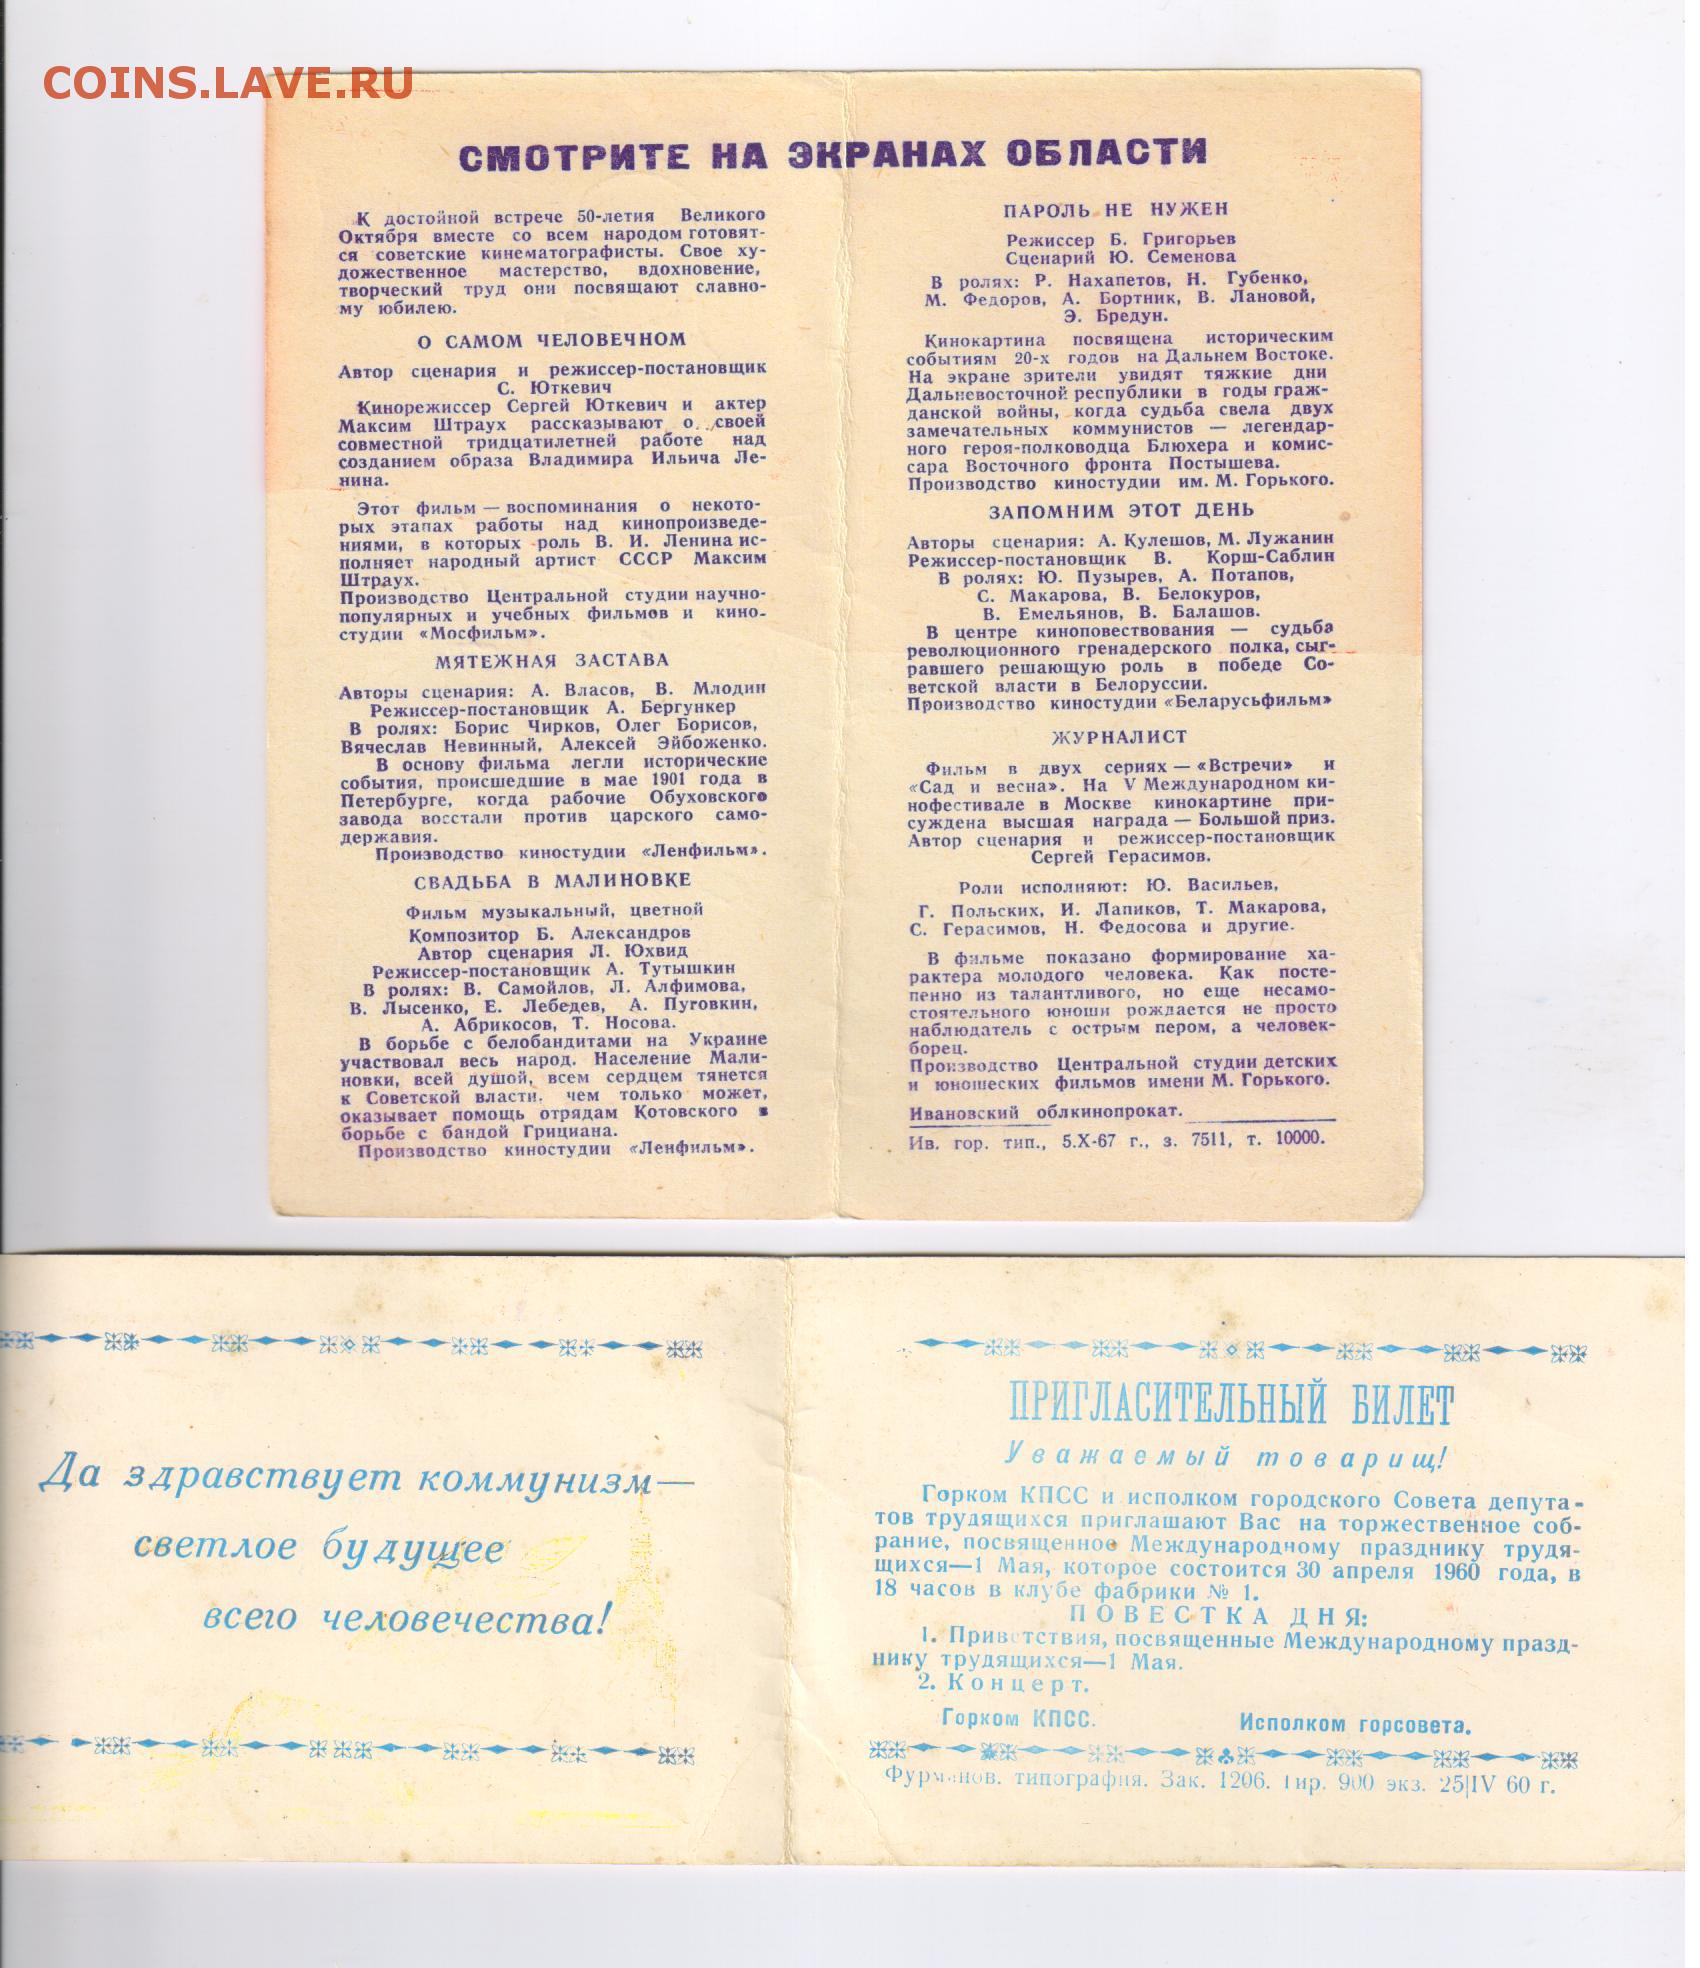 COINS.LAVE.RU
СМОТРИТЕ НА ЭКРАНАХ ОБЛАСТИ
К достойной встрече 50-летия Великого
Октября вместе со всем народом готовят-
ся советские кинематографисты. Свое ху-
дожественное мастерство, вдохновение,
творческий труд они посвящают славно-
му юбилею.
О САМОМ ЧЕЛОВЕЧНОМ
Автор сценария и режиссер-постановщик
С. Юткевич
Кинорежиссер Сергей Юткевич и актер
Максим Штраух рассказывают о своей
совместной тридцатилетней работе над
созданием образа Владимира Ильича Ле-
нина.
Этот фильм — воспоминания о некото-
рых этапах работы над кинопроизведе-
ниями, в которых роль В. И. Ленина ис-
полняет народный артист СССР Максим
Штраух.
Производство Центральной студии научно-
популярных и учебных фильмов и кино-
студии «Мосфильм».
МЯТЕЖНАЯ ЗАСТАВА
Авторы сценария: А. Власов, В. Млодин
Режиссер-постановщик А. Бергункер
В ролях: Борис Чирков, Олег Борисов,
Вячеслав Невинный, Алексей Эйбоженко.
В основу фильма легли исторические
события, происшедшие в мае 1901 года в
Петербурге, когда рабочие Обуховского
завода восстали против царского само-
державия.
Производство киностудии «Ленфильм».
СВАДЬБА В МАЛИНОВКЕ
Фильм музыкальный, цветной
Композитор Б. Александров
Автор сценария Л. Юхвид
Режиссер-постановщик А. Тутышкин
В ролях: В. Самойлов, Л. Алфимова,
В. Лысенко, Е. Лебедев, А. Пуговкин,
А. Абрикосов, Т. Носова.
В борьбе с белобандитами на Украине
участвовал весь народ. Население Мали-
новки, всей душой, всем сердцем тянется
к Советской власти. чем только может,
оказывает помощь отрядам Котовского в
борьбе с бандой Грициана.
Производство киностудии «Ленфильм».
ПАРОЛЬ НЕ НУЖЕН
Режиссер Б. Григорьев
Сценарий Ю. Семенова
В ролях: Р. Нахапетов, Н. Губенко,
М. Федоров, А. Бортник, В. Лановой,
Э. Бредун.
Кинокартина посвящена историческим
событиям 20-х годов на Дальнем Востоке.
На экране зрители увидят тяжкие дни
Дальневосточной республики в годы граж-
данской войны, когда судьба свела двух
замечательных коммунистов — легендар-
ного героя-полководца Блюхера и комис-
сара Восточного фронта Постышева.
Производство киностудии им. М. Горького.
ЗАПОМНИМ ЭТОТ ДЕНЬ
Авторы сценария: А. Кулешов, М. Лужанин
Режиссер-постановщик В. Корш-Саблин
В ролях: Ю. Пузырев, А. Потапов,
С. Макарова, В. Белокуров,
В. Емельянов, В. Балашов.
В центре киноповествования — судьба
революционного гренадерского полка, сыг-
равшего решающую роль в победе Со-
ветской власти в Белоруссии.
Производство киностудии «Беларусьфильм»
ЖУРНАЛИСТ
Фильм в двух сериях — «Встречи» и
«Сад и весна». На V Международном ки-
нофестивале в Москве кинокартине при-
суждена высшая награда — Большой приз.
Автор сценария и режиссер-постановщик
Сергей Герасимов.
Роли исполняют: Ю. Васильев,
Г. Польских, И. Лапиков, Т. Макарова,
С. Герасимов, Н. Федосова и другие.
В фильме показано формирование ха-
рактера молодого человека. Как посте-
пенно из талантливого, но еще несамо-
стоятельного юноши рождается не просто
наблюдатель с острым пером, а человек-
борец.
Производство Центральной студии детских
и юношеских фильмов имени М. Горького.
Ивановский облкинопрокат.
Ив. гор. тип., 5.X-67 г., з. 7511, т. 10000.
Да здравствует коммунизм—
светлое будущее
всего человечества!
ПРИГЛАСИТЕЛЬНЫЙ БИЛЕТ
Уважаемый товарищ!
Горком КПСС и исполком городского Совета депута-
тов трудящихся приглашают Вас на торжественное соб-
рание, посвященное Международному празднику трудя-
щихся—1 Мая, которое состоится 30 апреля 1960 года, в
18 часов в клубе фабрики № 1.
ПОВЕСТКА ДНЯ:
1. Приветствия, посвященные Международному празд-
нику трудящихся—1 Мая.
2. Концерт.
Горком КПСС. Исполком горсовета.
Фурманов. типография. Зак. 1206. Тир. 900 экз. 25|IV 60 г.